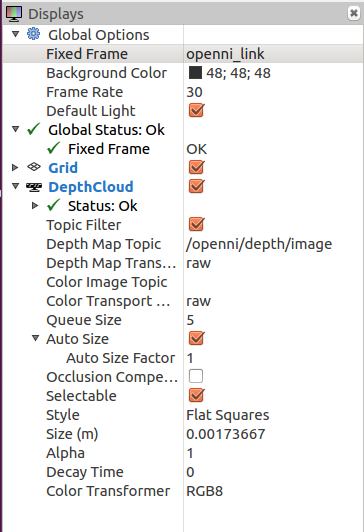 Displays
Global Options
Fixed Frame openni_link
Background Color 48; 48; 48
Frame Rate 30
Default Light
Global Status: Ok
Fixed Frame OK
Grid
DepthCloud
Status: Ok
Topic Filter
Depth Map Topic /openni/depth/image
Depth Map Trans... raw
Color Image Topic
Color Transport ... raw
Queue Size 5
Auto Size
Auto Size Factor 1
Occlusion Compe...
Selectable
Style Flat Squares
Size (m) 0.00173667
Alpha 1
Decay Time 0
Color Transformer RGB8